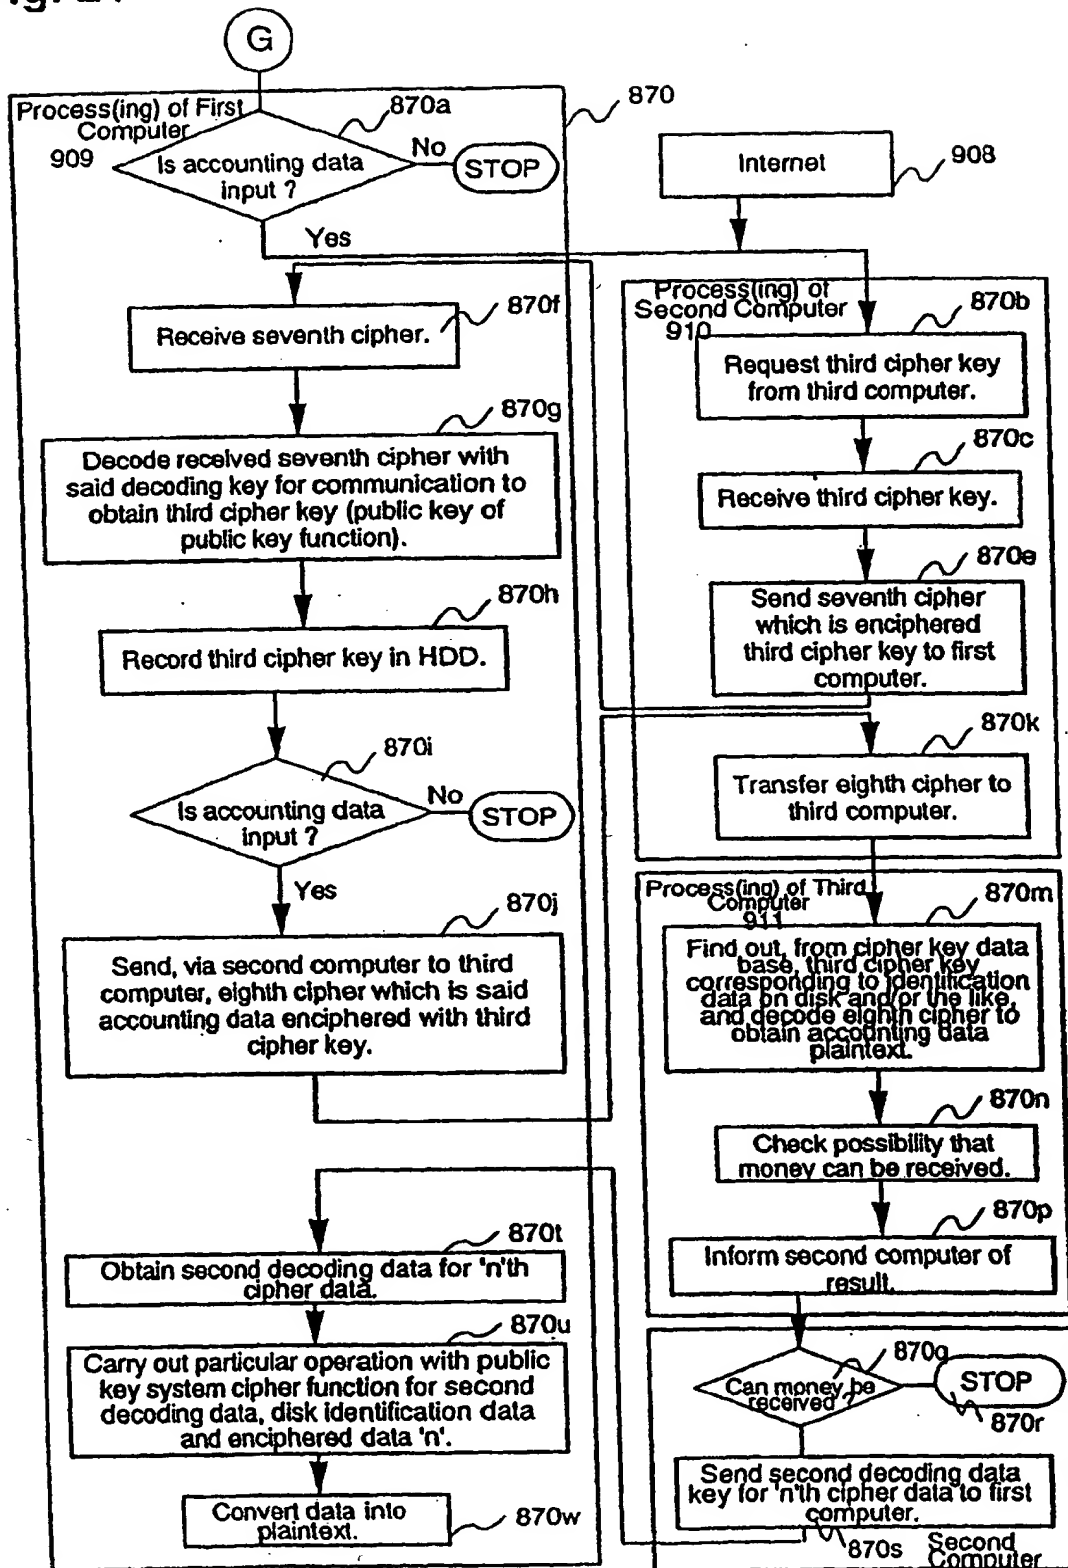 G
Process(ing) of First
Computer
909
870a
870
Is accounting data
input ?
No
STOP
Internet
908
Yes
Receive seventh cipher.
870f
Process(ing) of
Second Computer
910
870b
Request third cipher key
from third computer.
870g
Decode received seventh cipher with
said decoding key for communication to
obtain third cipher key (public key of
public key function).
870c
Receive third cipher key.
870e
Send seventh cipher
which is enciphered
third cipher key to first
computer.
870h
Record third cipher key in HDD.
870i
Is accounting data
input ?
No
STOP
870k
Transfer eighth cipher to
third computer.
Yes
870j
Send, via second computer to third
computer, eighth cipher which is said
accounting data enciphered with third
cipher key.
Process(ing) of Third
Computer
911
870m
Find out, from cipher key data
base, third cipher key
corresponding to identification
data on disk and/or the like,
and decode eighth cipher to
obtain accounting data
plaintext.
870n
Check possibility that
money can be received.
870p
Inform second computer of
result.
870t
Obtain second decoding data for 'n'th
cipher data.
870u
Carry out particular operation with public
key system cipher function for second
decoding data, disk identification data
and enciphered data 'n'.
Convert data into
plaintext.
870w
870q
Can money be
received ?
STOP
870r
Send second decoding data
key for 'n'th cipher data to first
computer.
870s
Second
Computer